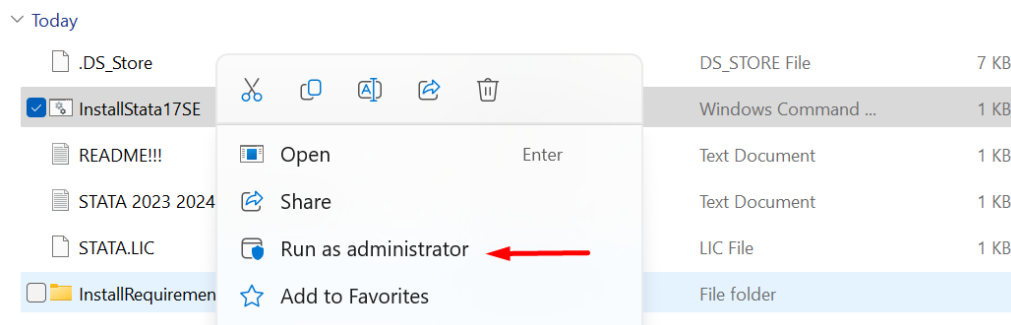 Today
.DS_Store
DS_STORE File
7 KB
InstallStata17SE
Windows Command ...
1 KB
Open
Enter
README!!!
Text Document
1 KB
Share
STATA 2023 2024
Text Document
1 KB
Run as administrator
STATA.LIC
LIC File
1 KB
Add to Favorites
InstallRequiremen
File folder